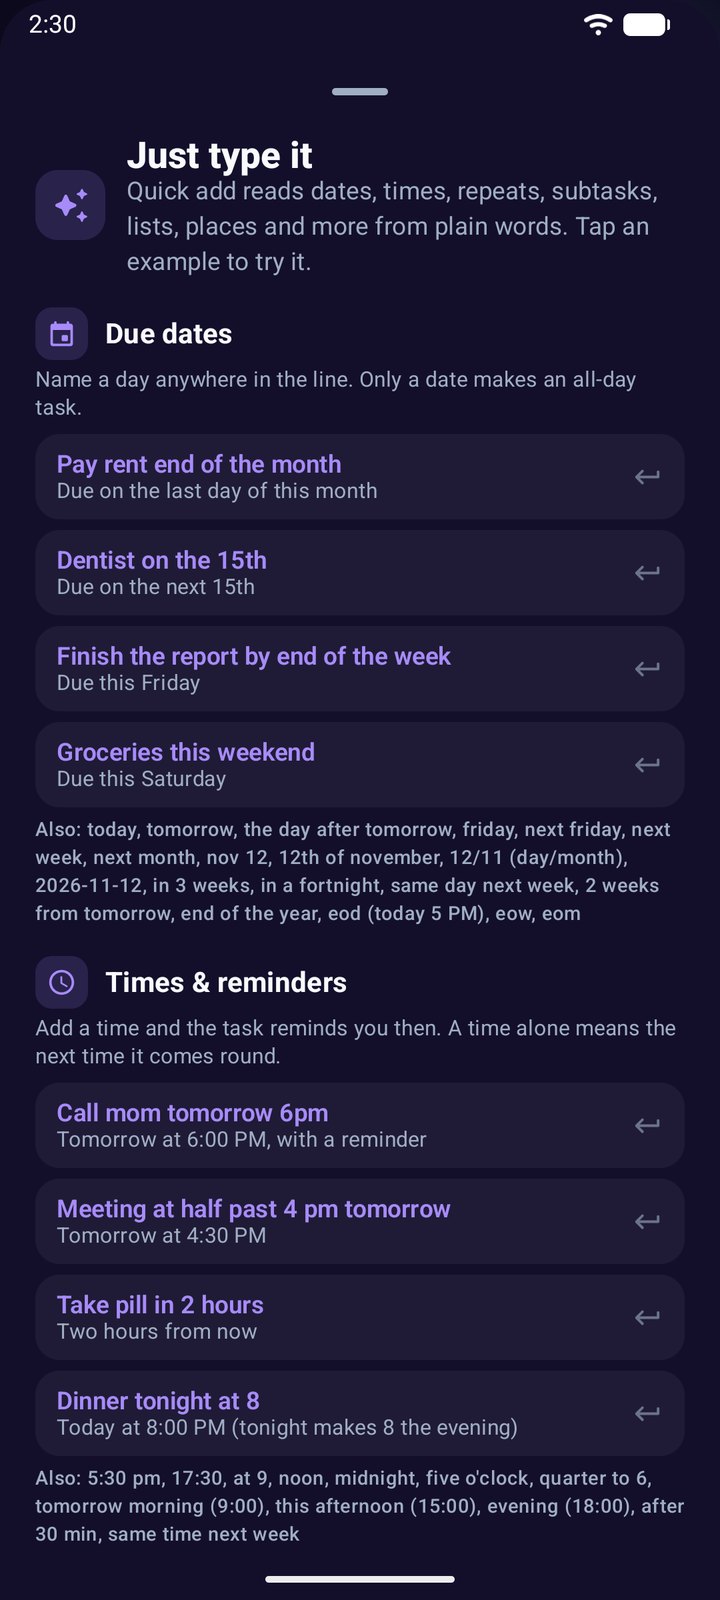 2:30
Just type it
Quick add reads dates, times, repeats, subtasks,
lists, places and more from plain words. Tap an
example to try it.
Due dates
Name a day anywhere in the line. Only a date makes an all-day
task.
Pay rent end of the month
Due on the last day of this month
Dentist on the 15th
Due on the next 15th
Finish the report by end of the week
Due this Friday
Groceries this weekend
Due this Saturday
Also: today, tomorrow, the day after tomorrow, friday, next friday, next
week, next month, nov 12, 12th of november, 12/11 (day/month),
2026-11-12, in 3 weeks, in a fortnight, same day next week, 2 weeks
from tomorrow, end of the year, eod (today 5 PM), eow, eom
Times & reminders
Add a time and the task reminds you then. A time alone means the
next time it comes round.
Call mom tomorrow 6pm
Tomorrow at 6:00 PM, with a reminder
Meeting at half past 4 pm tomorrow
Tomorrow at 4:30 PM
Take pill in 2 hours
Two hours from now
Dinner tonight at 8
Today at 8:00 PM (tonight makes 8 the evening)
Also: 5:30 pm, 17:30, at 9, noon, midnight, five o'clock, quarter to 6,
tomorrow morning (9:00), this afternoon (15:00), evening (18:00), after
30 min, same time next week